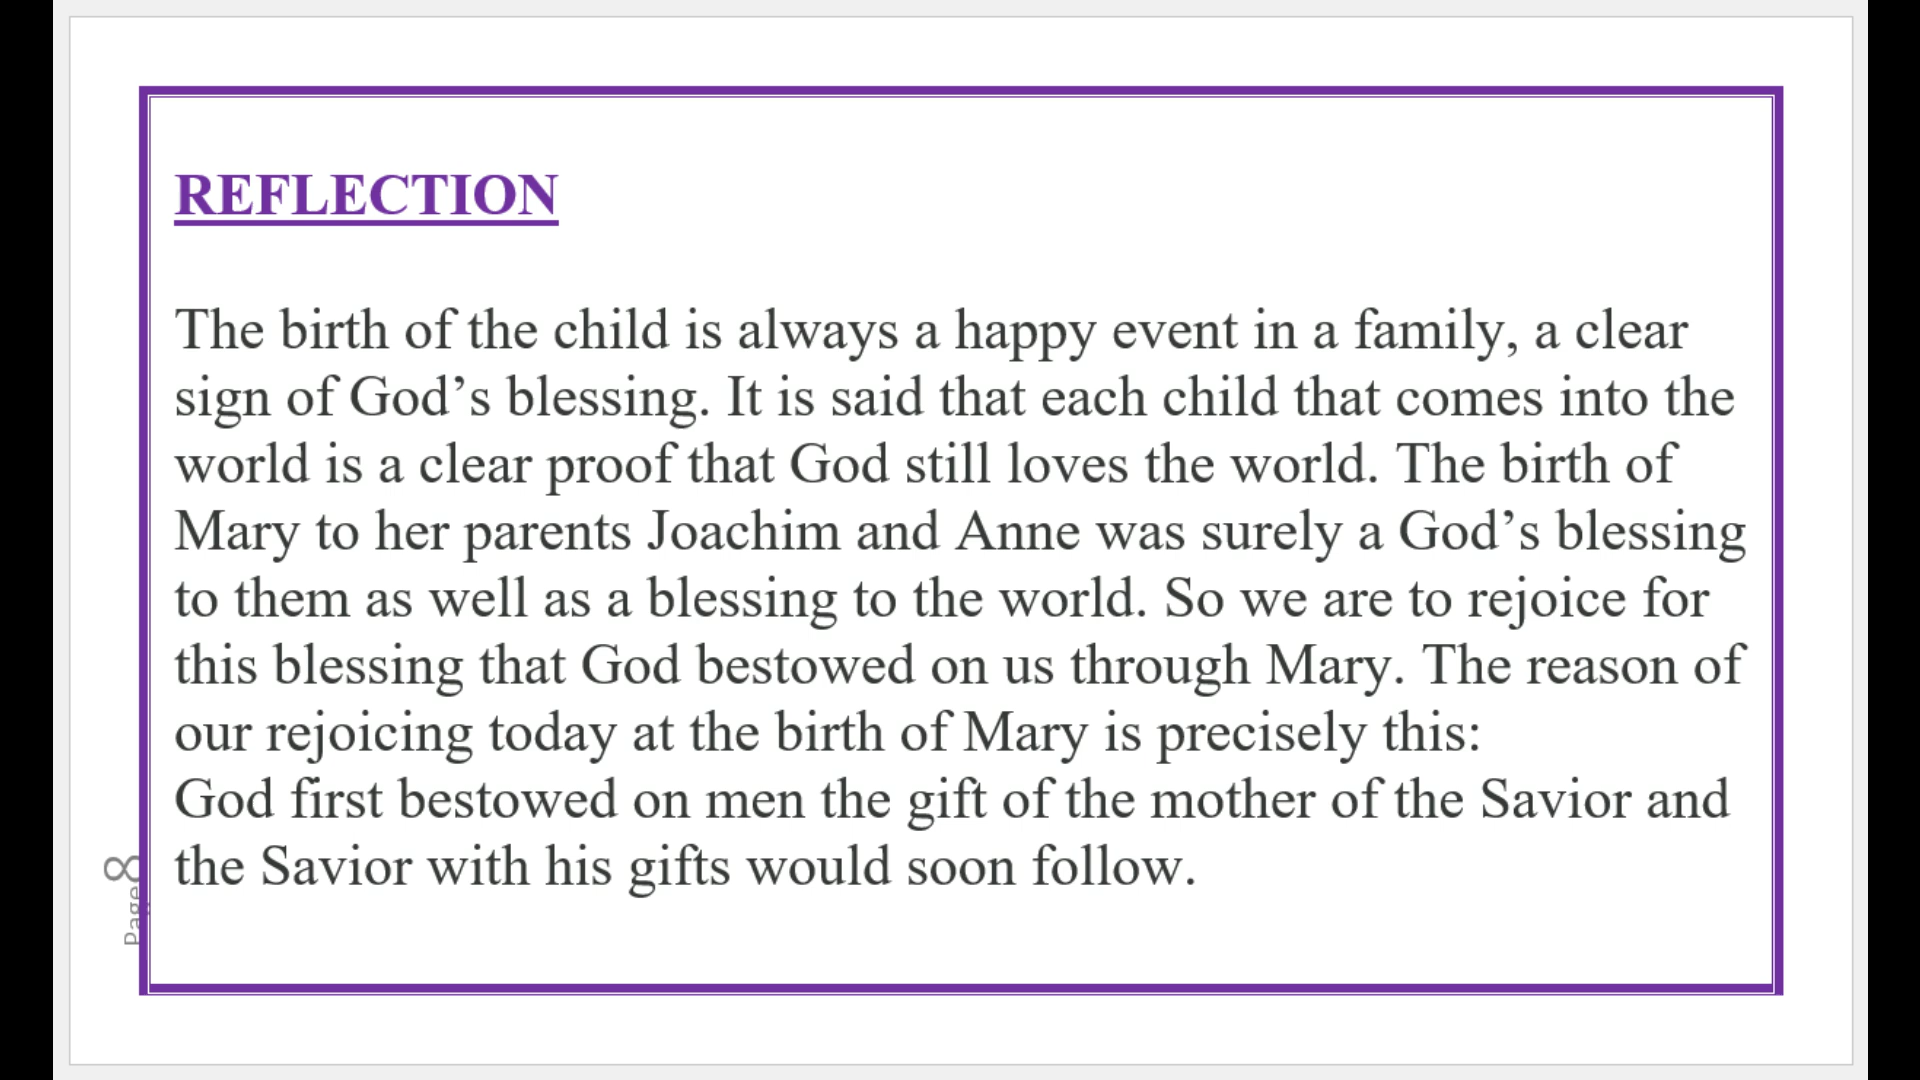 REFLECTION
The birth of the child is always a happy event in a family, a clear
sign of God’s blessing. It is said that each child that comes into the
world is a clear proof that God still loves the world. The birth of
Mary to her parents Joachim and Anne was surely a God’s blessing
to them as well as a blessing to the world. So we are to rejoice for
this blessing that God bestowed on us through Mary. The reason of
our rejoicing today at the birth of Mary is precisely this:
God first bestowed on men the gift of the mother of the Savior and
the Savior with his gifts would soon follow.
Page 8